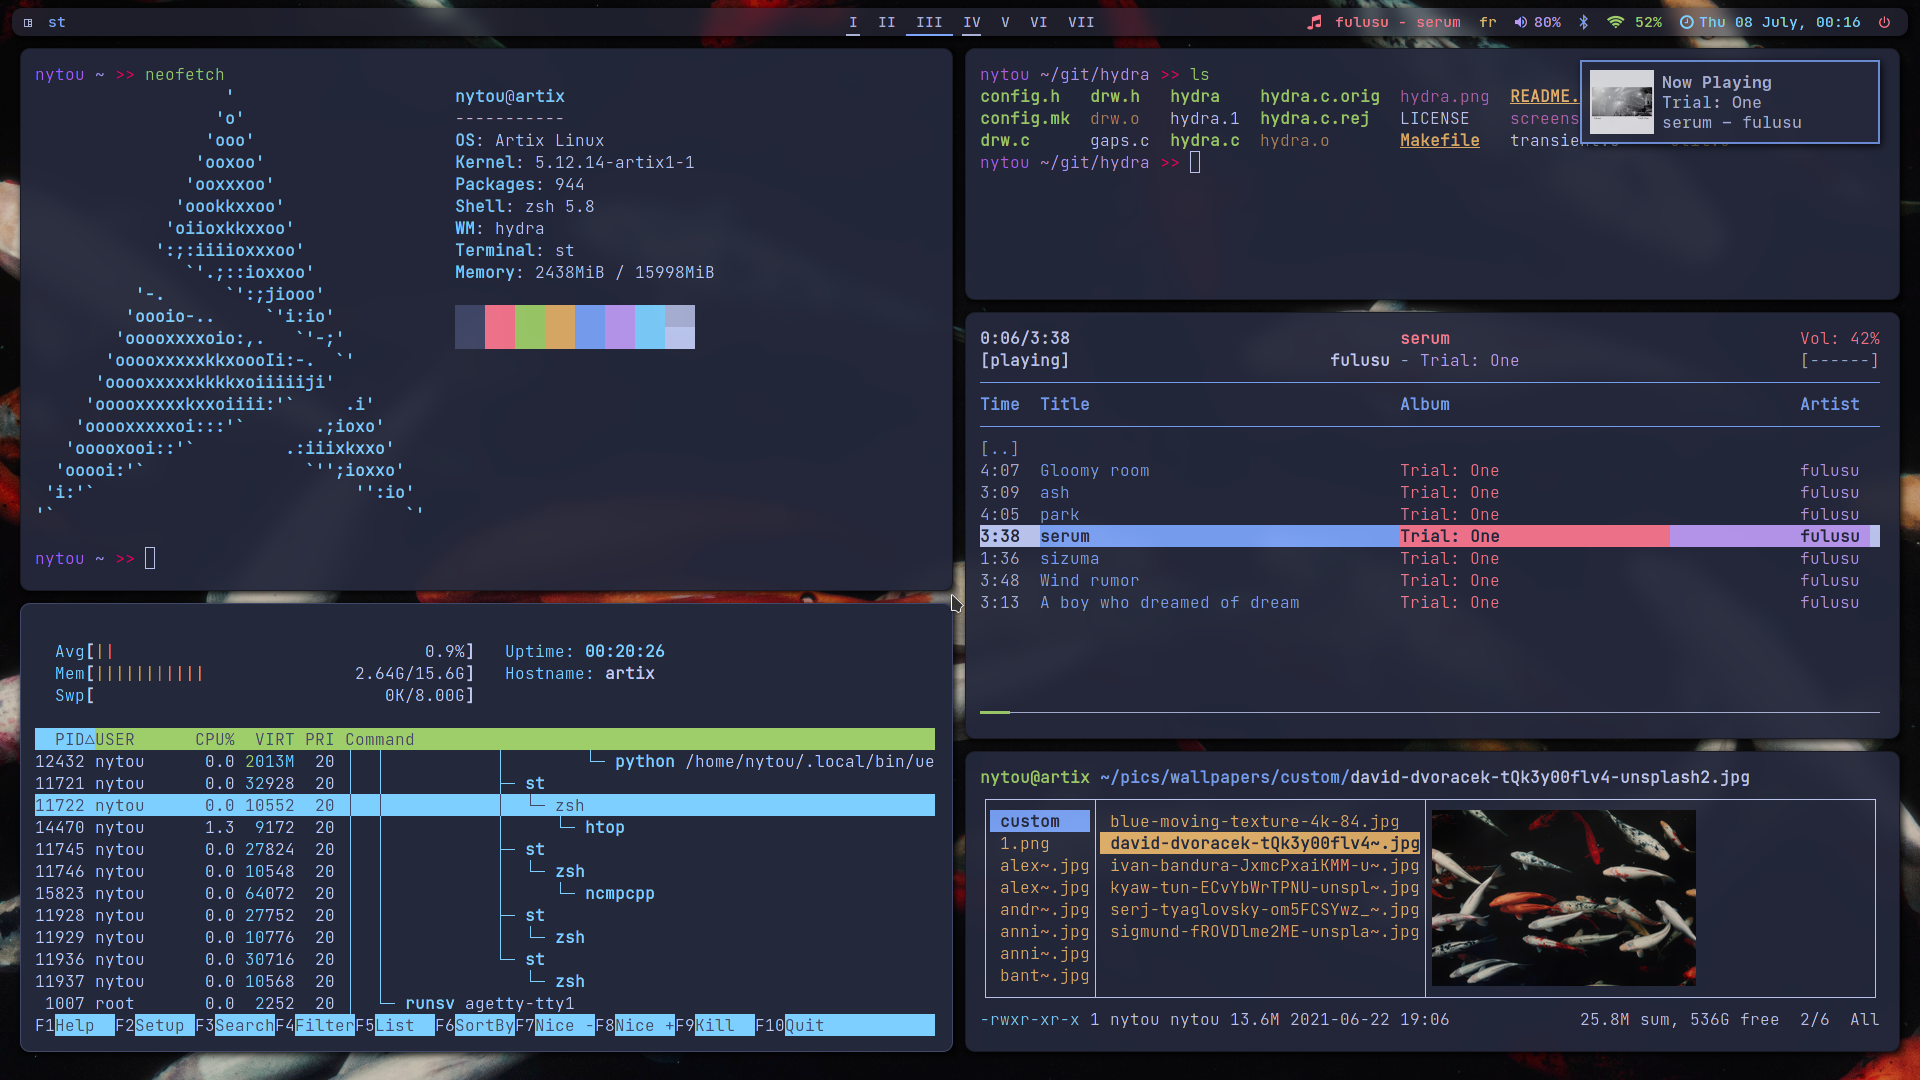 st
I II III IV V VI VII
fulusu - serum fr 80% 52% Thu 08 July, 00:16
nytou ~ >> neofetch
'
'o'
'ooo'
'ooxoo'
'ooxxxoo'
'oookkxxoo'
'oiioxkkxxoo'
':;:iiiioxxxoo'
`'.;::ioxxoo'
'-. `':;jiooo'
'oooio-.. `'i:io'
'ooooxxxxoio:,. `'-;'
'ooooxxxxxkkxoooIi:-. `'
'ooooxxxxxkkkkxoiiiiiji'
'ooooxxxxxkxxoiiii:'` .i'
'ooooxxxxxoi:::'` .;ioxo'
'ooooxooi::'` .:iiixkxxo'
'ooooi:'` `'';ioxxo'
'i:'` '':io'
'` `'
nytou@artix
-----------
OS: Artix Linux
Kernel: 5.12.14-artix1-1
Packages: 944
Shell: zsh 5.8
WM: hydra
Terminal: st
Memory: 2438MiB / 15998MiB
nytou ~ >>
nytou ~/git/hydra >> ls
config.h drw.h hydra hydra.c.orig hydra.png README.
config.mk drw.o hydra.1 hydra.c.rej LICENSE screens
drw.c gaps.c hydra.c hydra.o Makefile transien
nytou ~/git/hydra >>
Now Playing
Trial: One
serum – fulusu
0:06/3:38 serum Vol: 42%
[playing] fulusu - Trial: One [------]
Time Title Album Artist
[..]
4:07 Gloomy room Trial: One fulusu
3:09 ash Trial: One fulusu
4:05 park Trial: One fulusu
3:38 serum Trial: One fulusu
1:36 sizuma Trial: One fulusu
3:48 Wind rumor Trial: One fulusu
3:13 A boy who dreamed of dream Trial: One fulusu
Avg[|| 0.9%] Uptime: 00:20:26
Mem[||||||||||| 2.64G/15.6G] Hostname: artix
Swp[ 0K/8.00G]
PID△USER CPU% VIRT PRI Command
12432 nytou 0.0 2013M 20 └─ python /home/nytou/.local/bin/ue
11721 nytou 0.0 32928 20 ├─ st
11722 nytou 0.0 10552 20 └─ zsh
14470 nytou 1.3 9172 20 └─ htop
11745 nytou 0.0 27824 20 ├─ st
11746 nytou 0.0 10548 20 └─ zsh
15823 nytou 0.0 64072 20 └─ ncmpcpp
11928 nytou 0.0 27752 20 ├─ st
11929 nytou 0.0 10776 20 └─ zsh
11936 nytou 0.0 30716 20 └─ st
11937 nytou 0.0 10568 20 └─ zsh
1007 root 0.0 2252 20 └─ runsv agetty-tty1
F1Help F2Setup F3SearchF4FilterF5List F6SortByF7Nice -F8Nice +F9Kill F10Quit
nytou@artix ~/pics/wallpapers/custom/david-dvoracek-tQk3y00flv4-unsplash2.jpg
custom
1.png
alex~.jpg
alex~.jpg
andr~.jpg
anni~.jpg
anni~.jpg
bant~.jpg
blue-moving-texture-4k-84.jpg
david-dvoracek-tQk3y00flv4~.jpg
ivan-bandura-JxmcPxaiKMM-u~.jpg
kyaw-tun-ECvYbWrTPNU-unspl~.jpg
serj-tyaglovsky-om5FCSYwz_~.jpg
sigmund-fROVDlme2ME-unspla~.jpg
-rwxr-xr-x 1 nytou nytou 13.6M 2021-06-22 19:06 25.8M sum, 536G free 2/6 All